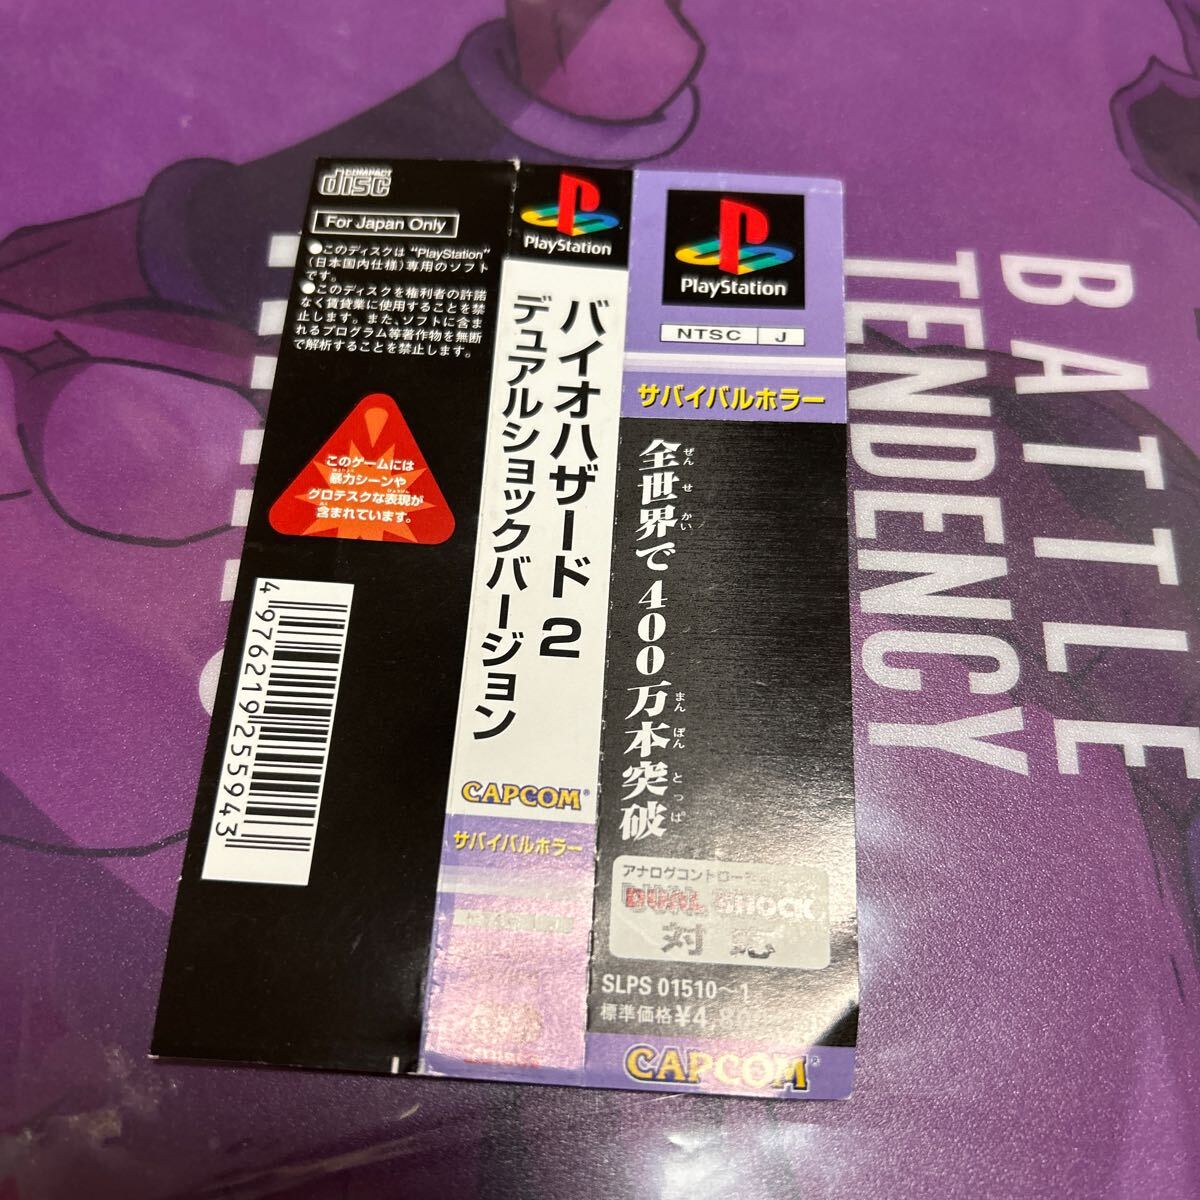 COMPACT
disc
For Japan Only
●このディスクは "PlayStation"
(日本国内仕様)専用のソフト
です。
●このディスクを権利者の許諾
なく賃貸業に使用することを禁
止します。また、ソフトに含ま
れるプログラム等著作物を無断
で解析することを禁止します。
このゲームには
暴力シーンや
グロテスクな表現が
含まれています。
4976219255943
PlayStation
バイオハザード2
デュアルショックバージョン
CAPCOM
サバイバルホラー
PlayStation
NTSC J
サバイバルホラー
全世界で400万本突破
ぜん せ かい まん ぼん とっ ぱ
アナログコントローラ
DUAL SHOCK
対応
SLPS 01510~1
標準価格¥4,8
CAPCOM
BATTLE
TENDENCY